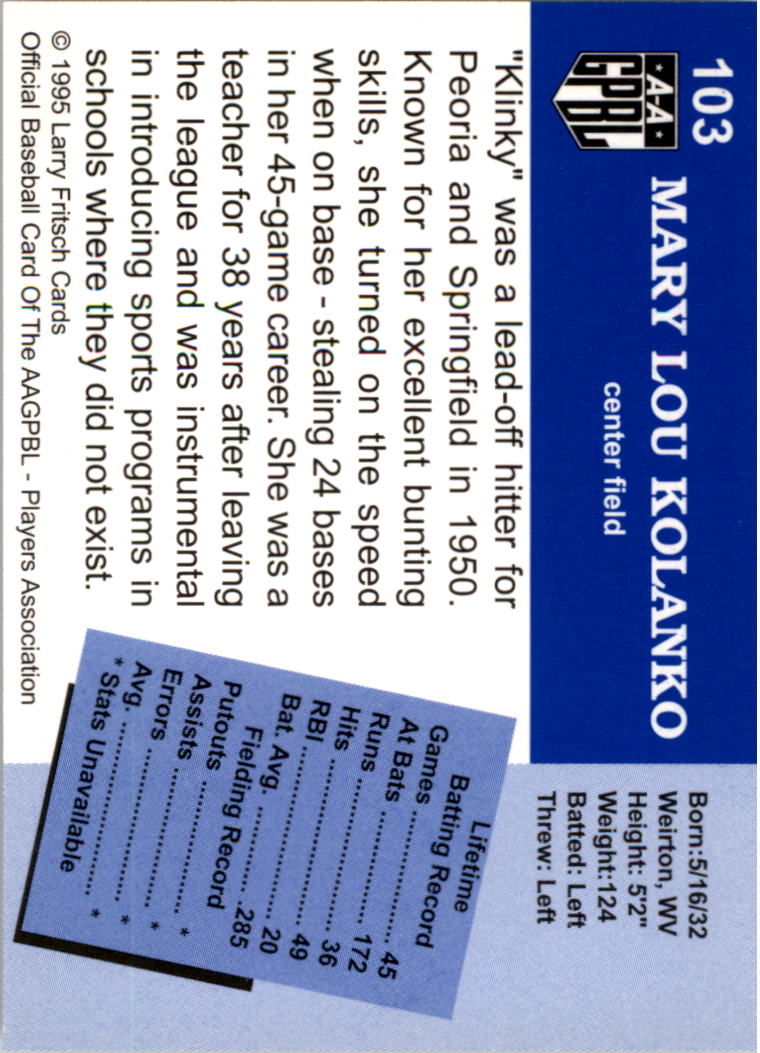 103
A-A
GPBL
MARY LOU KOLANKO
center field
Born:5/16/32
Weirton, WV
Height: 5'2"
Weight:124
Batted: Left
Threw: Left
"Klinky" was a lead-off hitter for
Peoria and Springfield in 1950.
Known for her excellent bunting
skills, she turned on the speed
when on base - stealing 24 bases
in her 45-game career. She was a
teacher for 38 years after leaving
the league and was instrumental
in introducing sports programs in
schools where they did not exist.
© 1995 Larry Fritsch Cards
Official Baseball Card Of The AAGPBL - Players Association
Lifetime
Batting Record
Games .................. 45
At Bats .................. 172
Runs .................. 36
Hits .................. 49
RBI .................. 20
Bat. Avg. .......... .285
Fielding Record
Putouts .................. *
Assists .................. *
Errors .................. *
Avg. .................. *
* Stats Unavailable